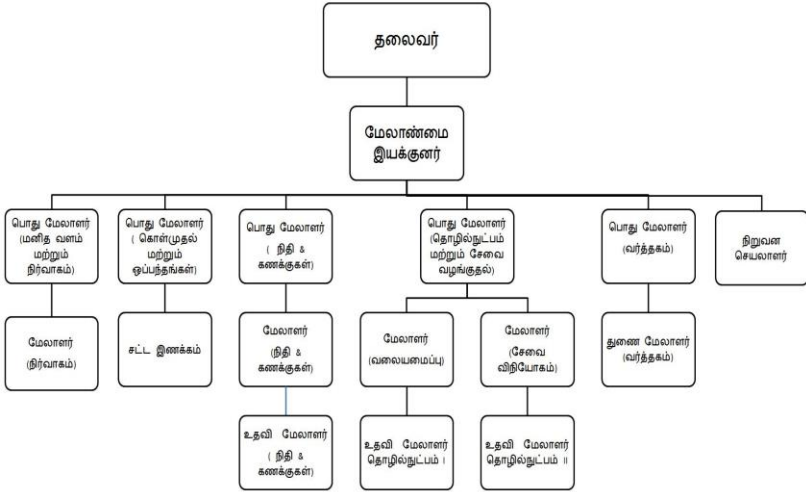 தலைவர்
மேலாண்மை
இயக்குனர்
பொது மேலாளர்
(மனித வளம்
மற்றும்
நிர்வாகம்)
பொது மேலாளர்
( கொள்முதல்
மற்றும்
ஒப்பந்தங்கள்)
பொது மேலாளர்
( நிதி &
கணக்குகள்)
பொது மேலாளர்
(தொழில்நுட்பம்
மற்றும் சேவை
வழங்குதல்)
பொது மேலாளர்
(வர்த்தகம்)
நிறுவன
செயலாளர்
மேலாளர்
(நிர்வாகம்)
சட்ட இணக்கம்
மேலாளர்
(நிதி &
கணக்குகள்)
மேலாளர்
(வலையமைப்பு)
மேலாளர்
(சேவை
வினியோகம்)
துணை மேலாளர்
(வர்த்தகம்)
உதவி மேலாளர்
( நிதி &
கணக்குகள்)
உதவி மேலாளர்
தொழில்நுட்பம் I
உதவி மேலாளர்
தொழில்நுட்பம் II